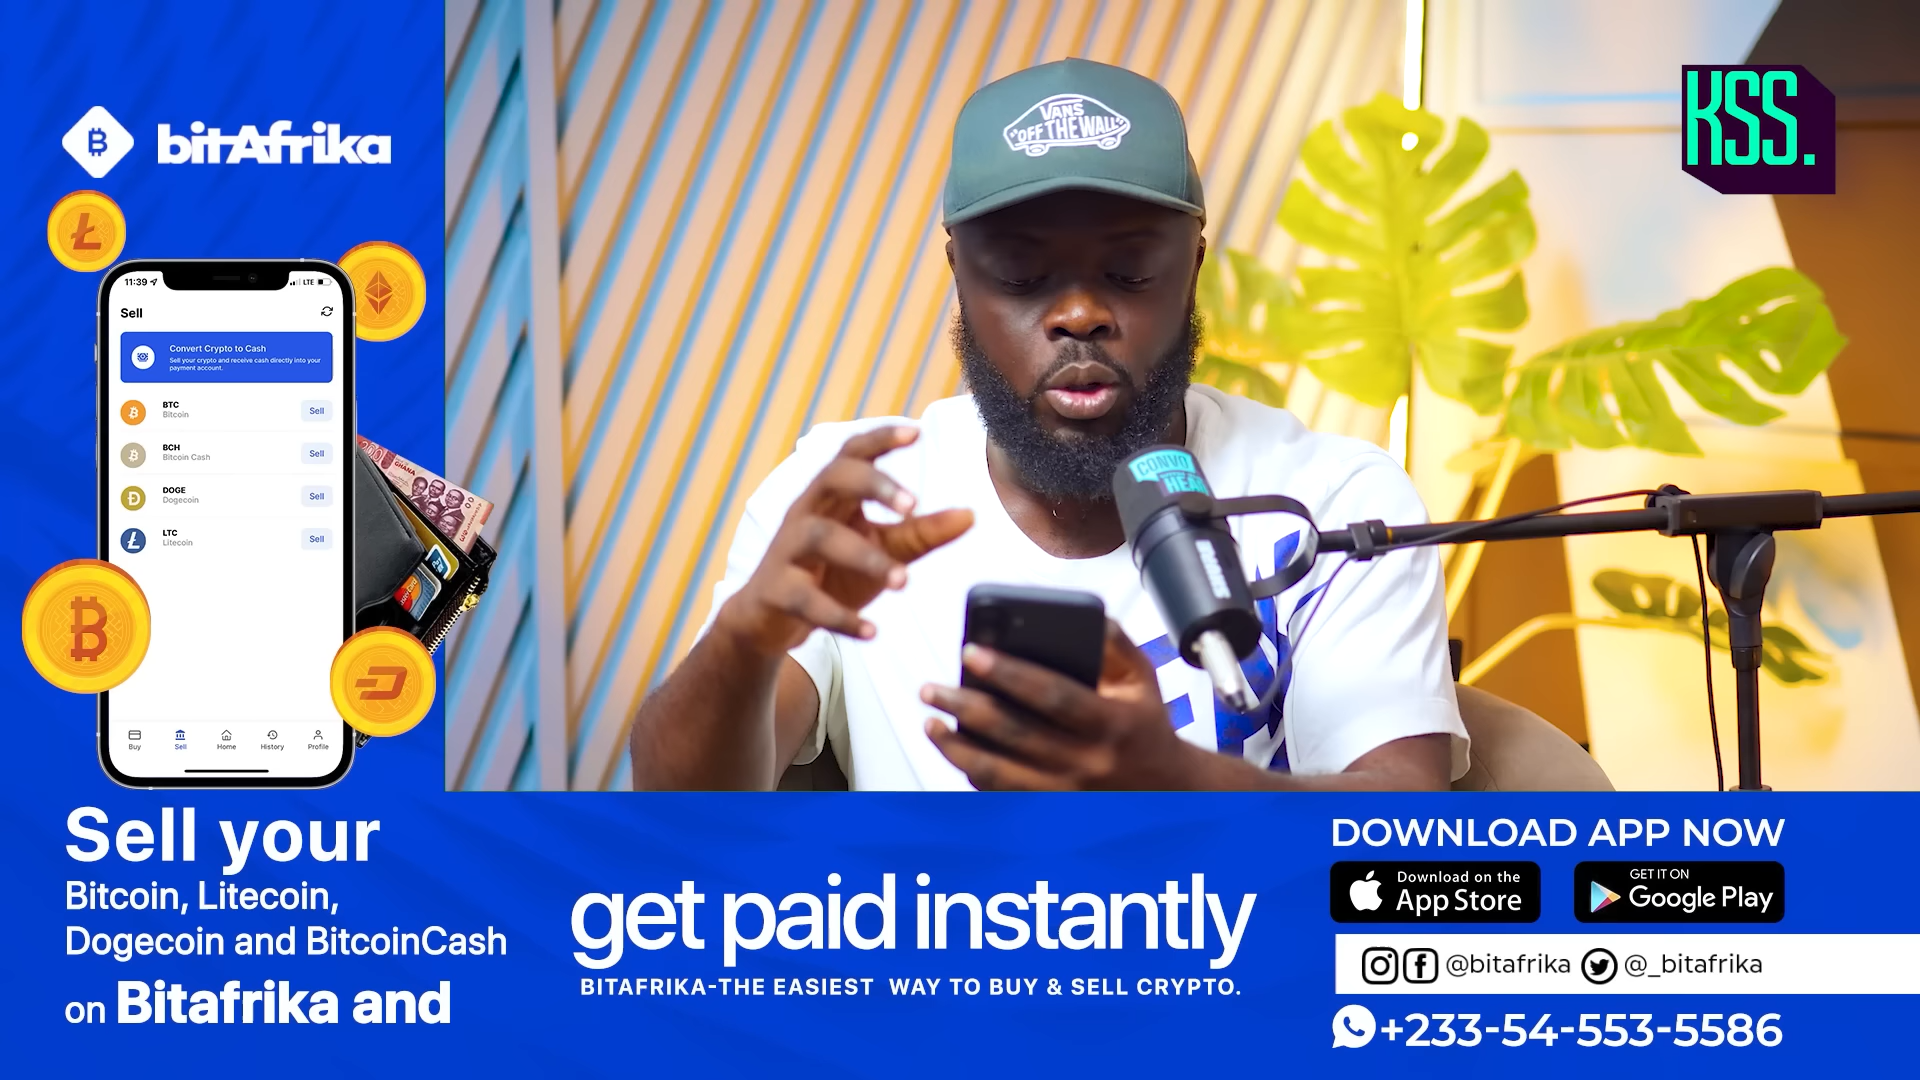 bitAfrika
11:39
LTE
Sell
Convert Crypto to Cash
Sell your crypto and receive cash directly into your
payment account.
BTC
Bitcoin
Sell
BCH
Bitcoin Cash
Sell
DOGE
Dogecoin
Sell
LTC
Litecoin
Sell
Buy
Sell
Home
History
Profile
GHANA
VANS
"OFF THE WALL"
KSS.
CONVO
Sell your
Bitcoin, Litecoin,
Dogecoin and BitcoinCash
on Bitafrika and
get paid instantly
BITAFRIKA-THE EASIEST WAY TO BUY & SELL CRYPTO.
DOWNLOAD APP NOW
Download on the
App Store
GET IT ON
Google Play
@bitafrika @_bitafrika
+233-54-553-5586